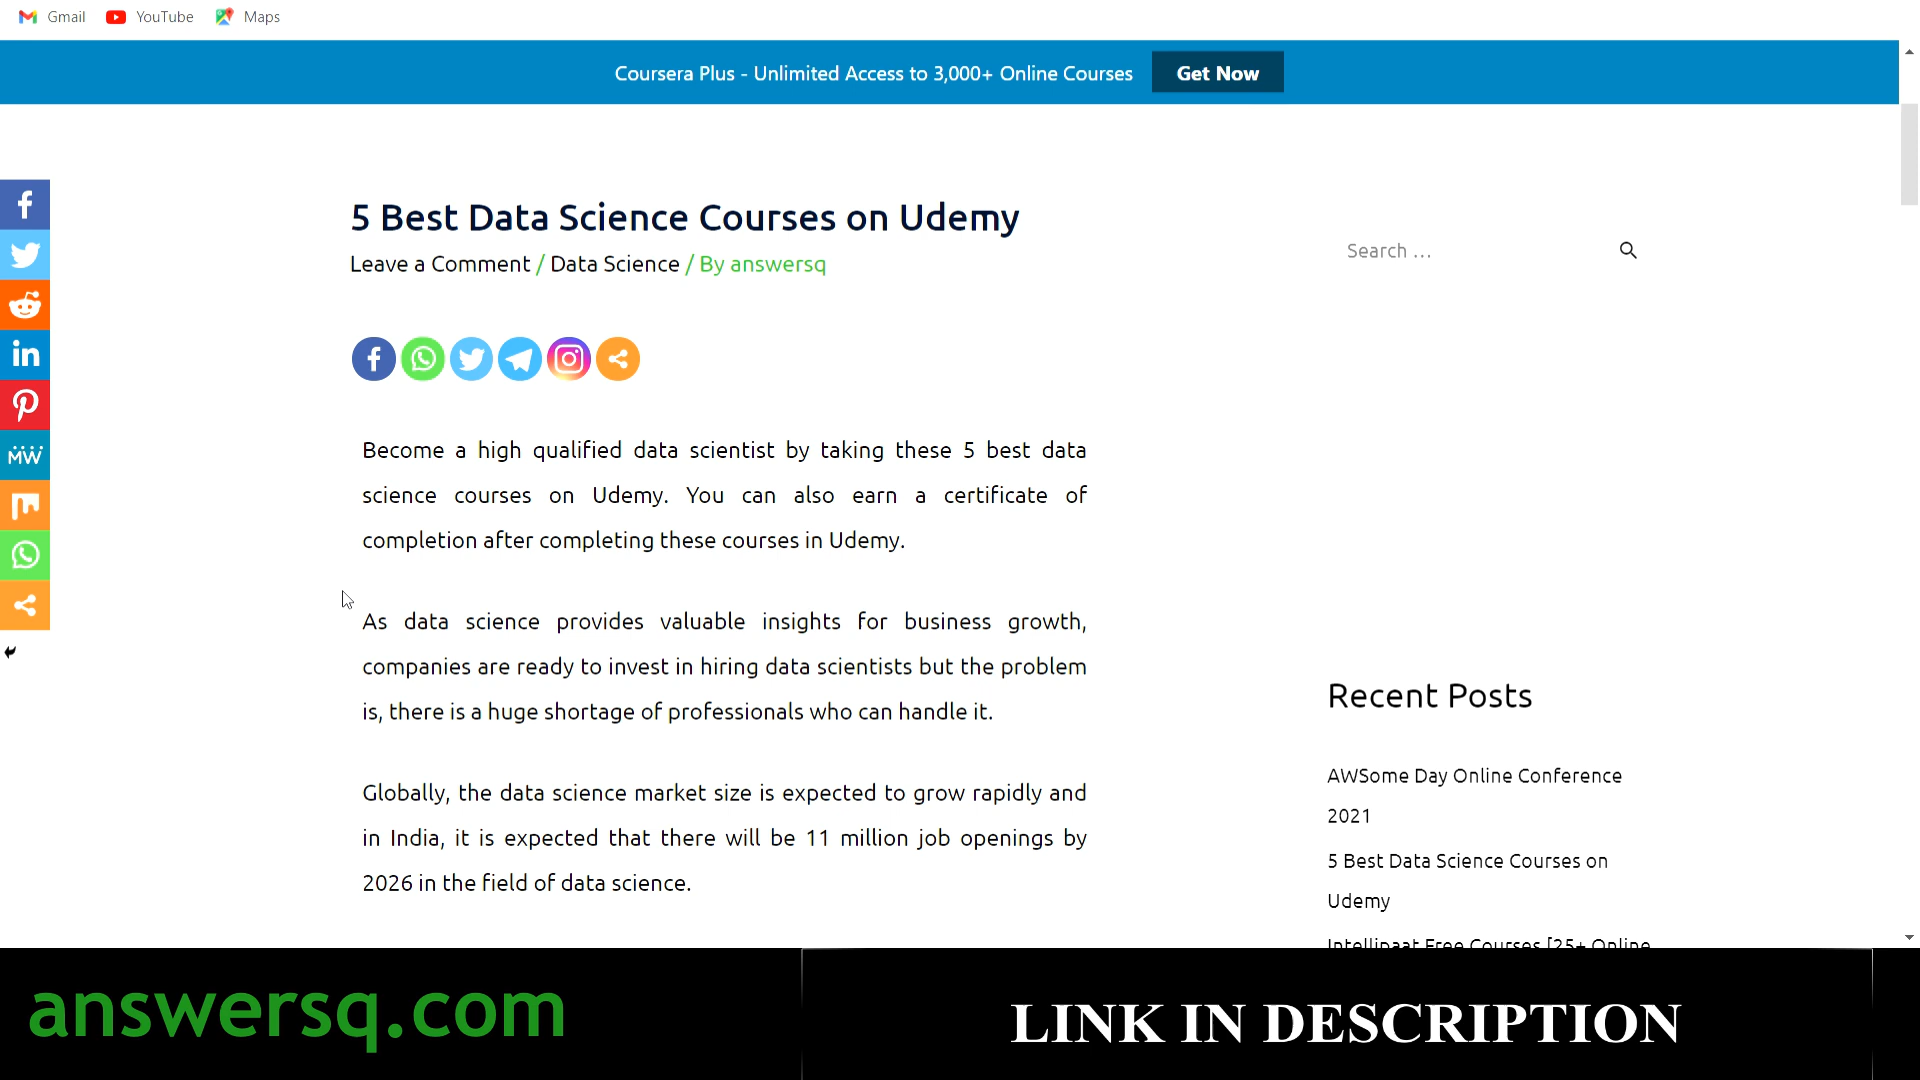 Gmail YouTube Maps
Coursera Plus - Unlimited Access to 3,000+ Online Courses Get Now
5 Best Data Science Courses on Udemy
Leave a Comment / Data Science / By answersq
Search ...
Become a high qualified data scientist by taking these 5 best data
science courses on Udemy. You can also earn a certificate of
completion after completing these courses in Udemy.
As data science provides valuable insights for business growth,
companies are ready to invest in hiring data scientists but the problem
is, there is a huge shortage of professionals who can handle it.
Globally, the data science market size is expected to grow rapidly and
in India, it is expected that there will be 11 million job openings by
2026 in the field of data science.
Recent Posts
AWSome Day Online Conference
2021
5 Best Data Science Courses on
Udemy
Intellipaat Free Courses [25+ Online
MW
answersq.com
LINK IN DESCRIPTION